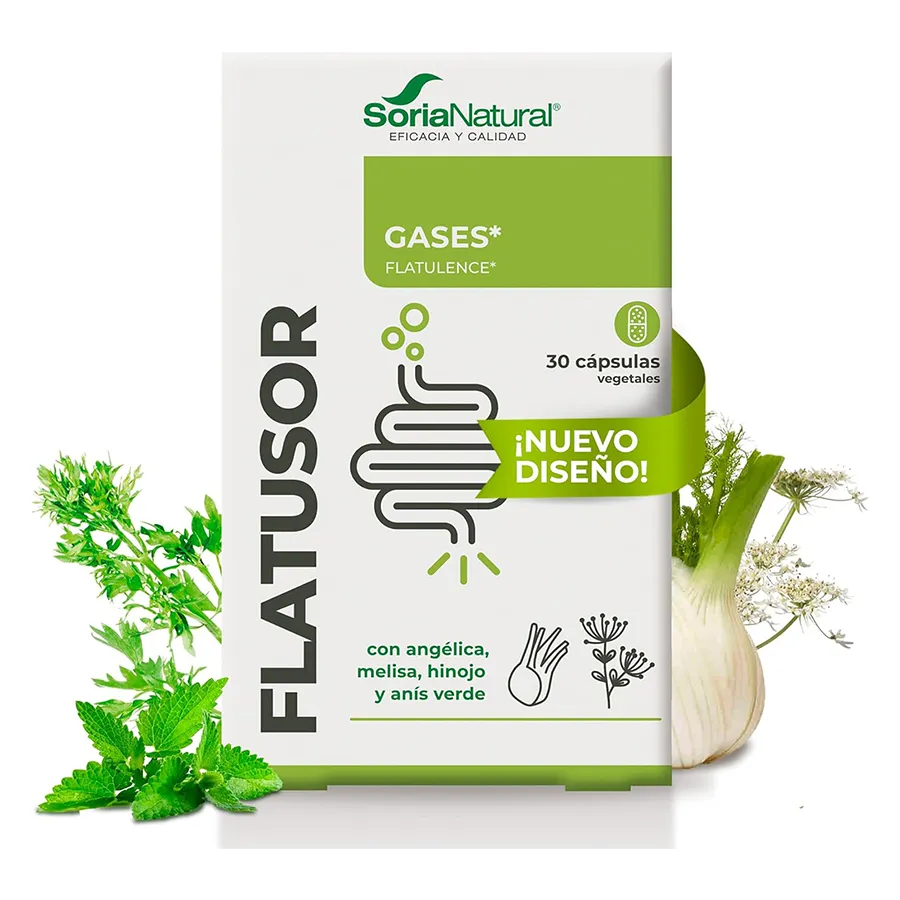 SoriaNatural®
EFICACIA Y CALIDAD
GASES*
FLATULENCE*
30 cápsulas
vegetales
¡NUEVO
DISEÑO!
FLATUSOR
con angélica,
melisa, hinojo
y anís verde